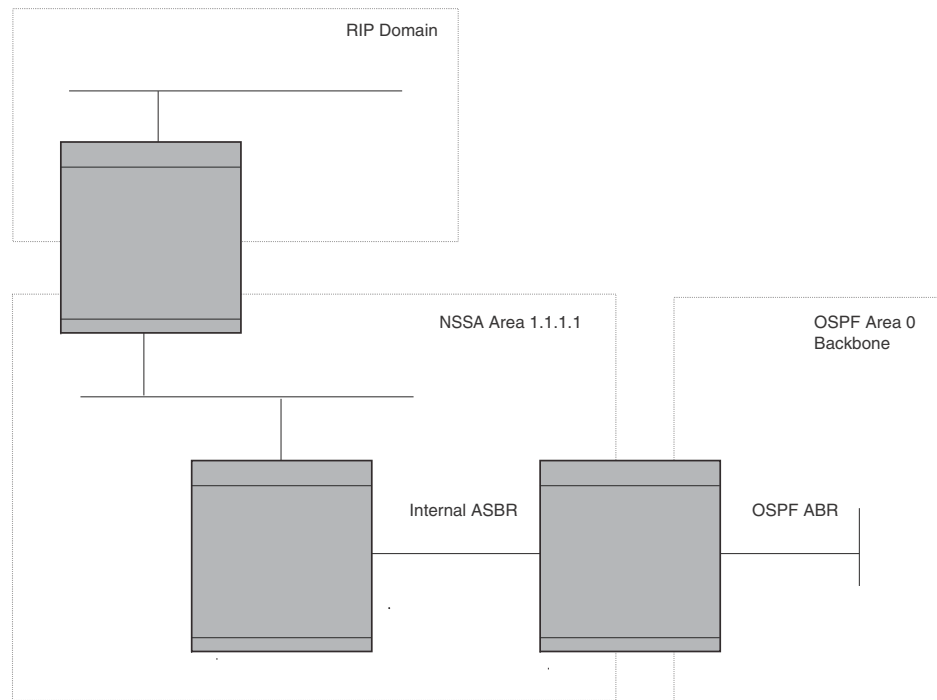 RIP Domain
NSSA Area 1.1.1.1
OSPF Area 0
Backbone
Internal ASBR
OSPF ABR